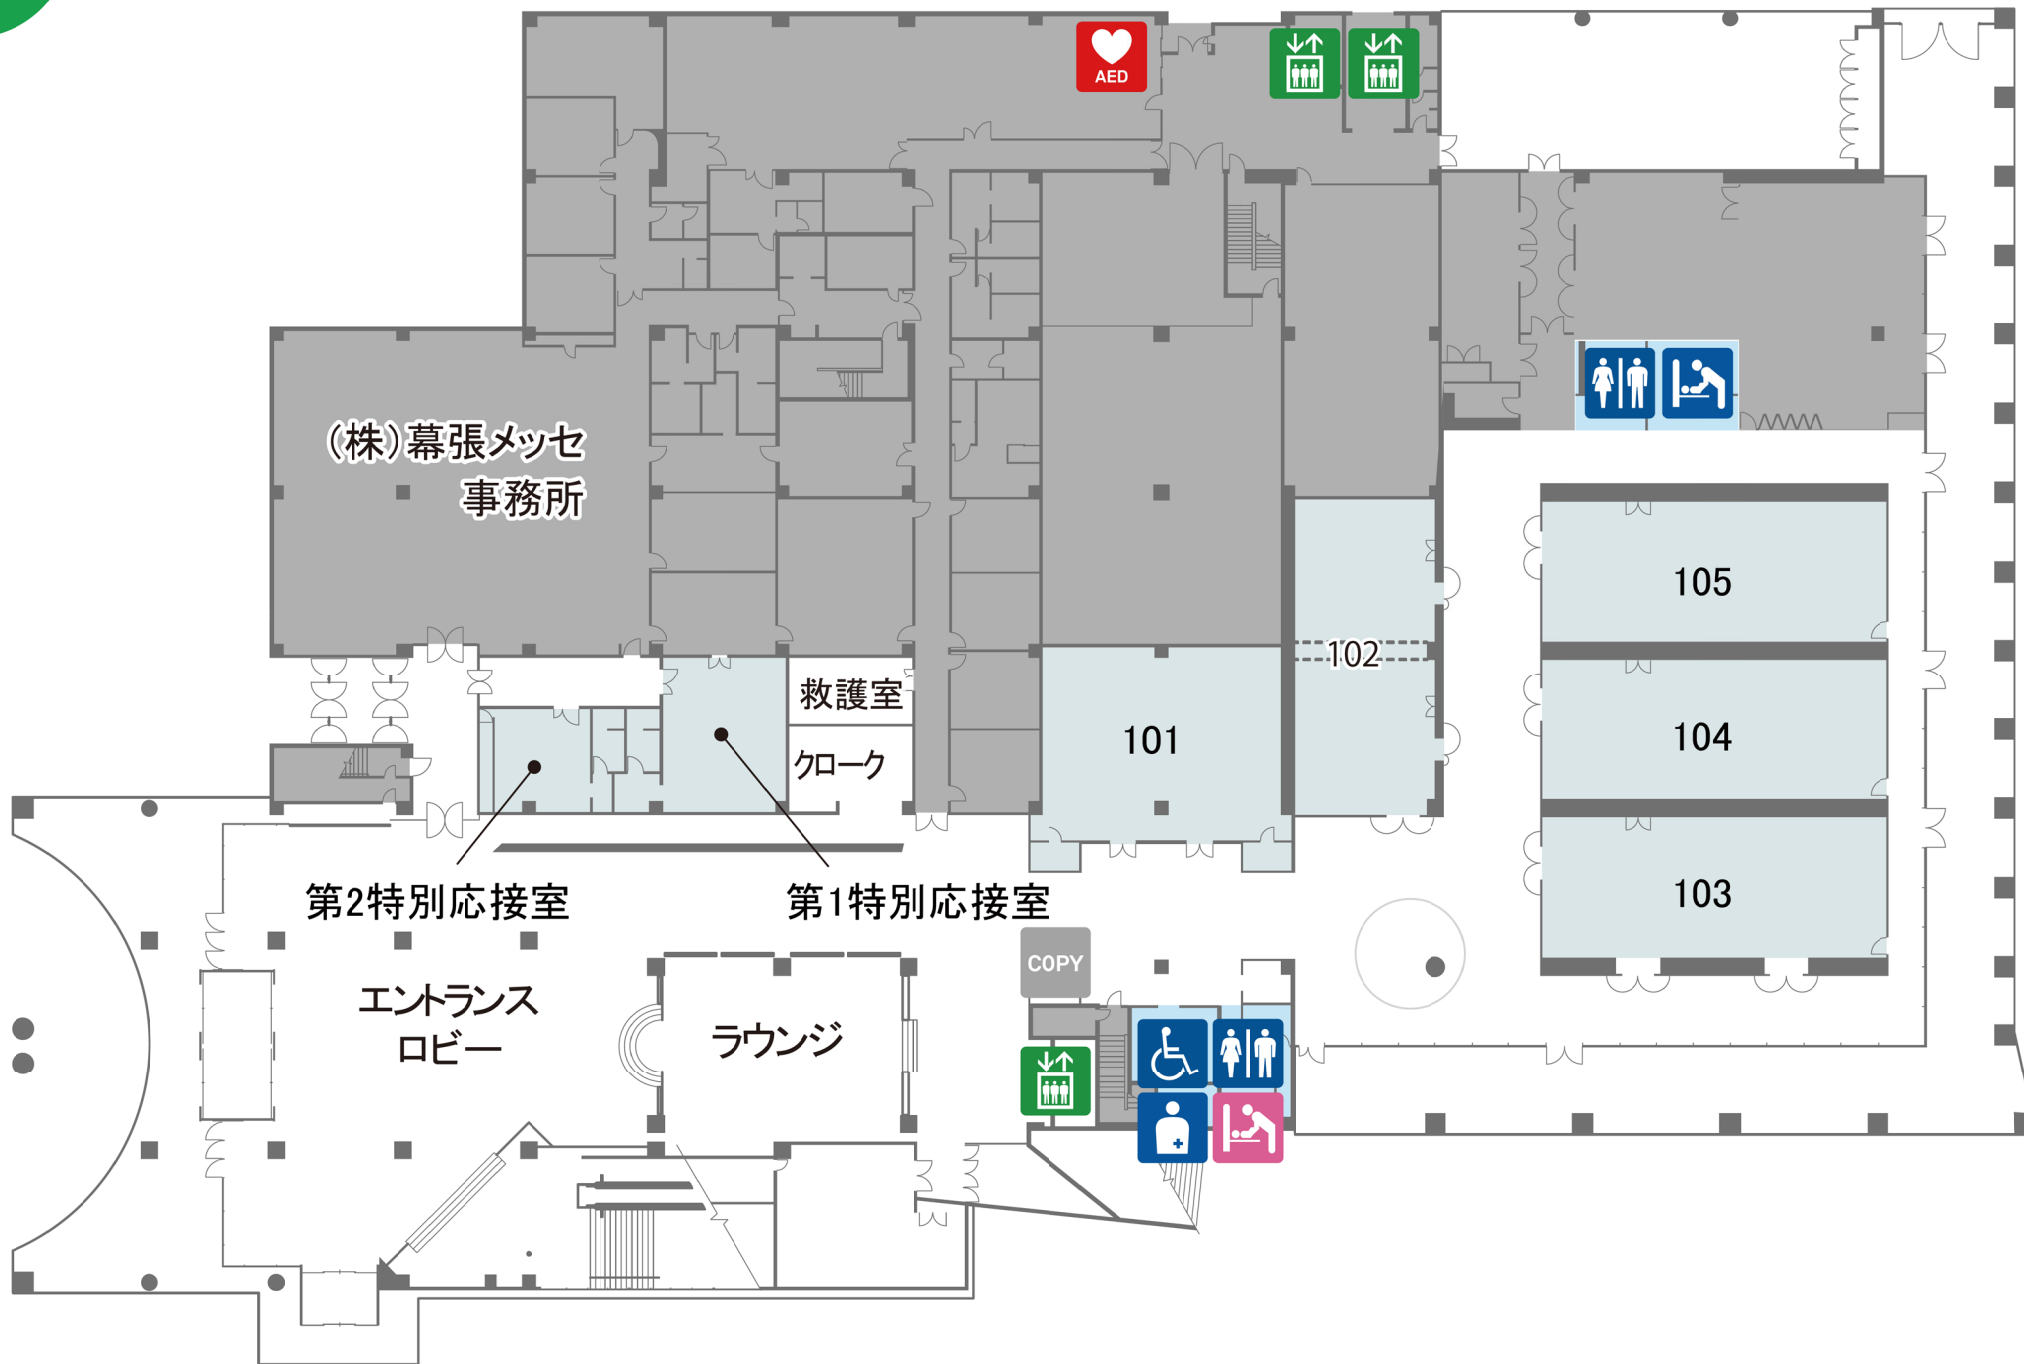 AED
(株)幕張メッセ
事務所
105
102
救護室
104
101
クローク
103
第2特別応接室
第1特別応接室
COPY
エントランス
ロビー
ラウンジ